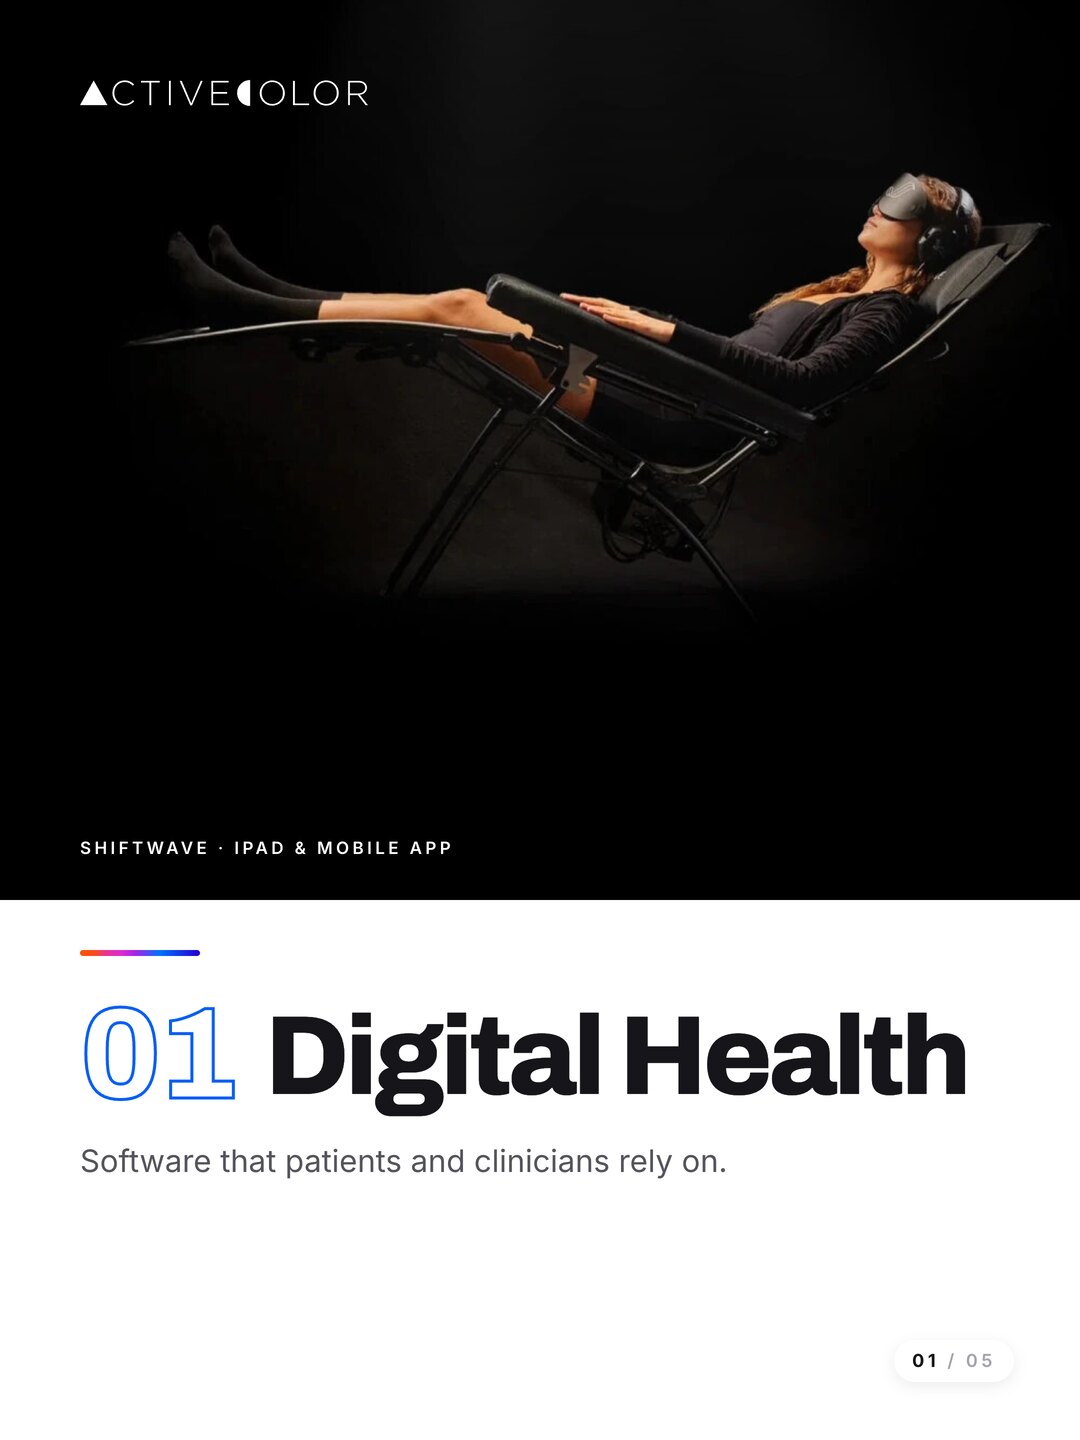 ACTIVECOLOR
SHIFTWAVE · IPAD & MOBILE APP
01 Digital Health
Software that patients and clinicians rely on.
01 / 05